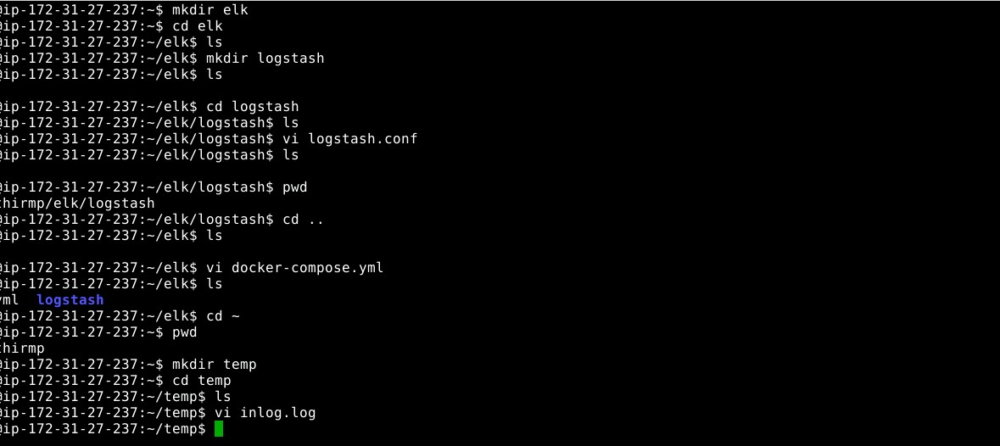 @ip-172-31-27-237:~$ mkdir elk
@ip-172-31-27-237:~$ cd elk
@ip-172-31-27-237:~/elk$ ls
@ip-172-31-27-237:~/elk$ mkdir logstash
@ip-172-31-27-237:~/elk$ ls
@ip-172-31-27-237:~/elk$ cd logstash
@ip-172-31-27-237:~/elk/logstash$ ls
@ip-172-31-27-237:~/elk/logstash$ vi logstash.conf
@ip-172-31-27-237:~/elk/logstash$ ls
@ip-172-31-27-237:~/elk/logstash$ pwd
thirmp/elk/logstash
@ip-172-31-27-237:~/elk/logstash$ cd ..
@ip-172-31-27-237:~/elk$ ls
@ip-172-31-27-237:~/elk$ vi docker-compose.yml
@ip-172-31-27-237:~/elk$ ls
yml  logstash
@ip-172-31-27-237:~/elk$ cd ~
@ip-172-31-27-237:~$ pwd
thirmp
@ip-172-31-27-237:~$ mkdir temp
@ip-172-31-27-237:~$ cd temp
@ip-172-31-27-237:~/temp$ ls
@ip-172-31-27-237:~/temp$ vi inlog.log
@ip-172-31-27-237:~/temp$